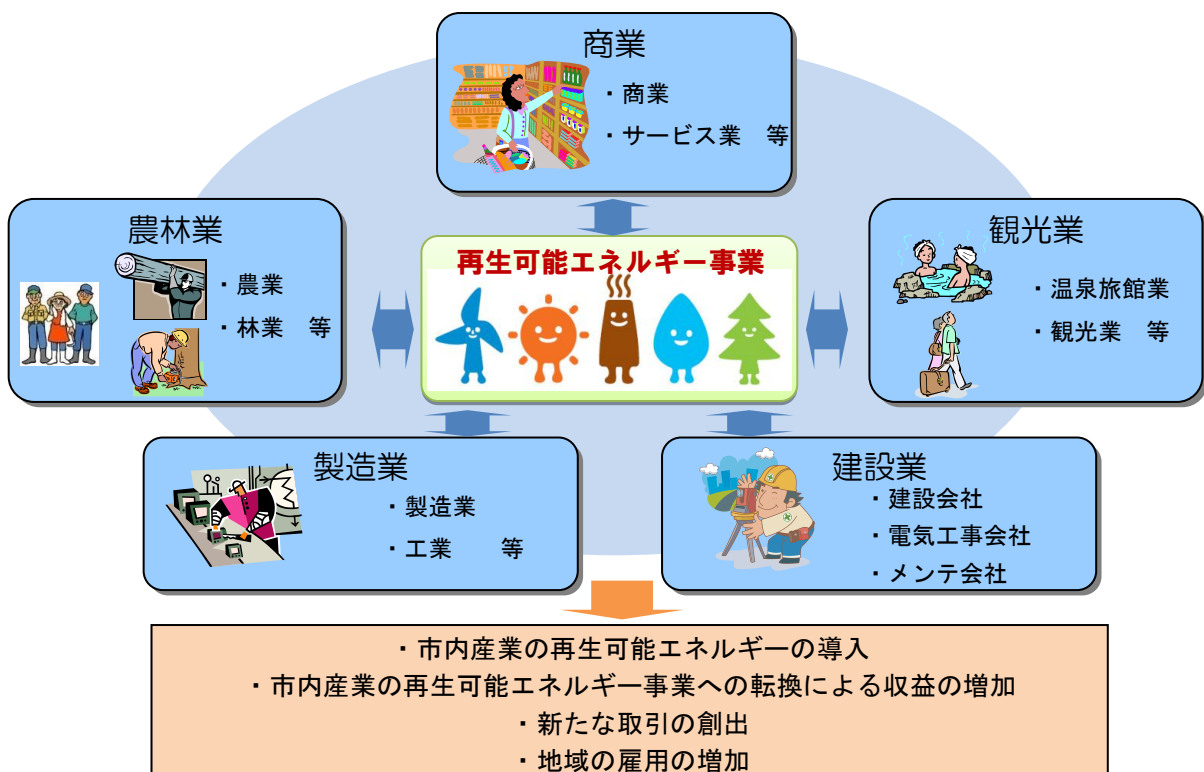 商業
・商業
・サービス業　等
農林業
・農業
・林業　等
再生可能エネルギー事業
観光業
・温泉旅館業
・観光業　等
製造業
・製造業
・工業　　等
建設業
・建設会社
・電気工事会社
・メンテ会社
・市内産業の再生可能エネルギーの導入
・市内産業の再生可能エネルギー事業への転換による収益の増加
・新たな取引の創出
・地域の雇用の増加